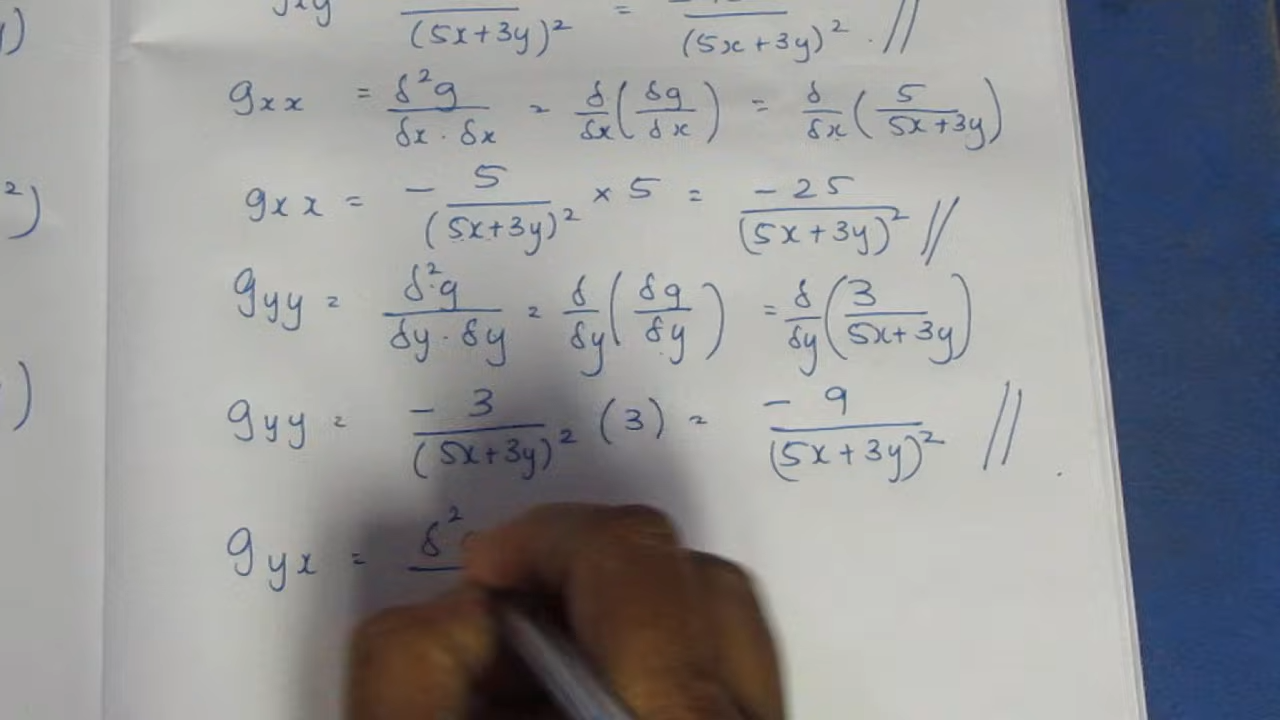 (5x+3y)² = (5x+3y)² . //
gxx = δ²g/δx·δx = δ/δx (δg/δx) = δ/δx (5/5x+3y)
gxx = - 5/(5x+3y)² × 5 = -25/(5x+3y)² //
gyy = δ²g/δy·δy = δ/δy (δg/δy) = δ/δy (3/5x+3y)
gyy = - 3/(5x+3y)² (3) = - 9/(5x+3y)² //
gyx = δ²